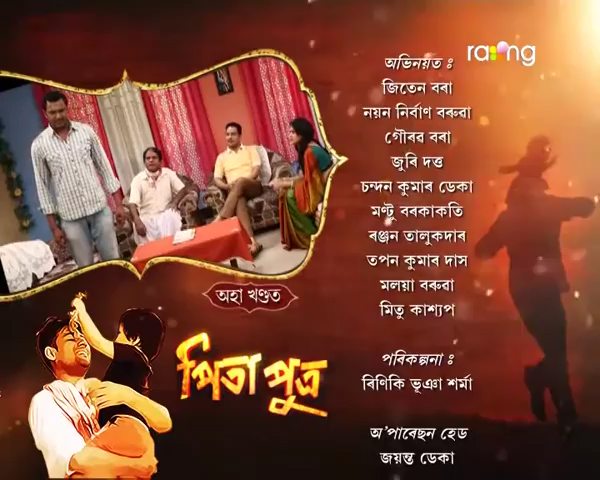 rang
অভিনয়ত ঃ
জিতেন বৰা
নয়ন নিৰ্বাণ বৰুৱা
গৌৰৱ বৰা
জুৰি দত্ত
চন্দন কুমাৰ ডেকা
মণ্টু বৰকাকতি
ৰঞ্জন তালুকদাৰ
তপন কুমাৰ দাস
মলয়া বৰুৱা
মিতু কাশ্যপ
অহা খণ্ডত
পিতা পুত্ৰ
পৰিকল্পনা ঃ
ৰিণিকি ভূঞা শৰ্মা
অ'পাৰেছন হেড
জয়ন্ত ডেকা